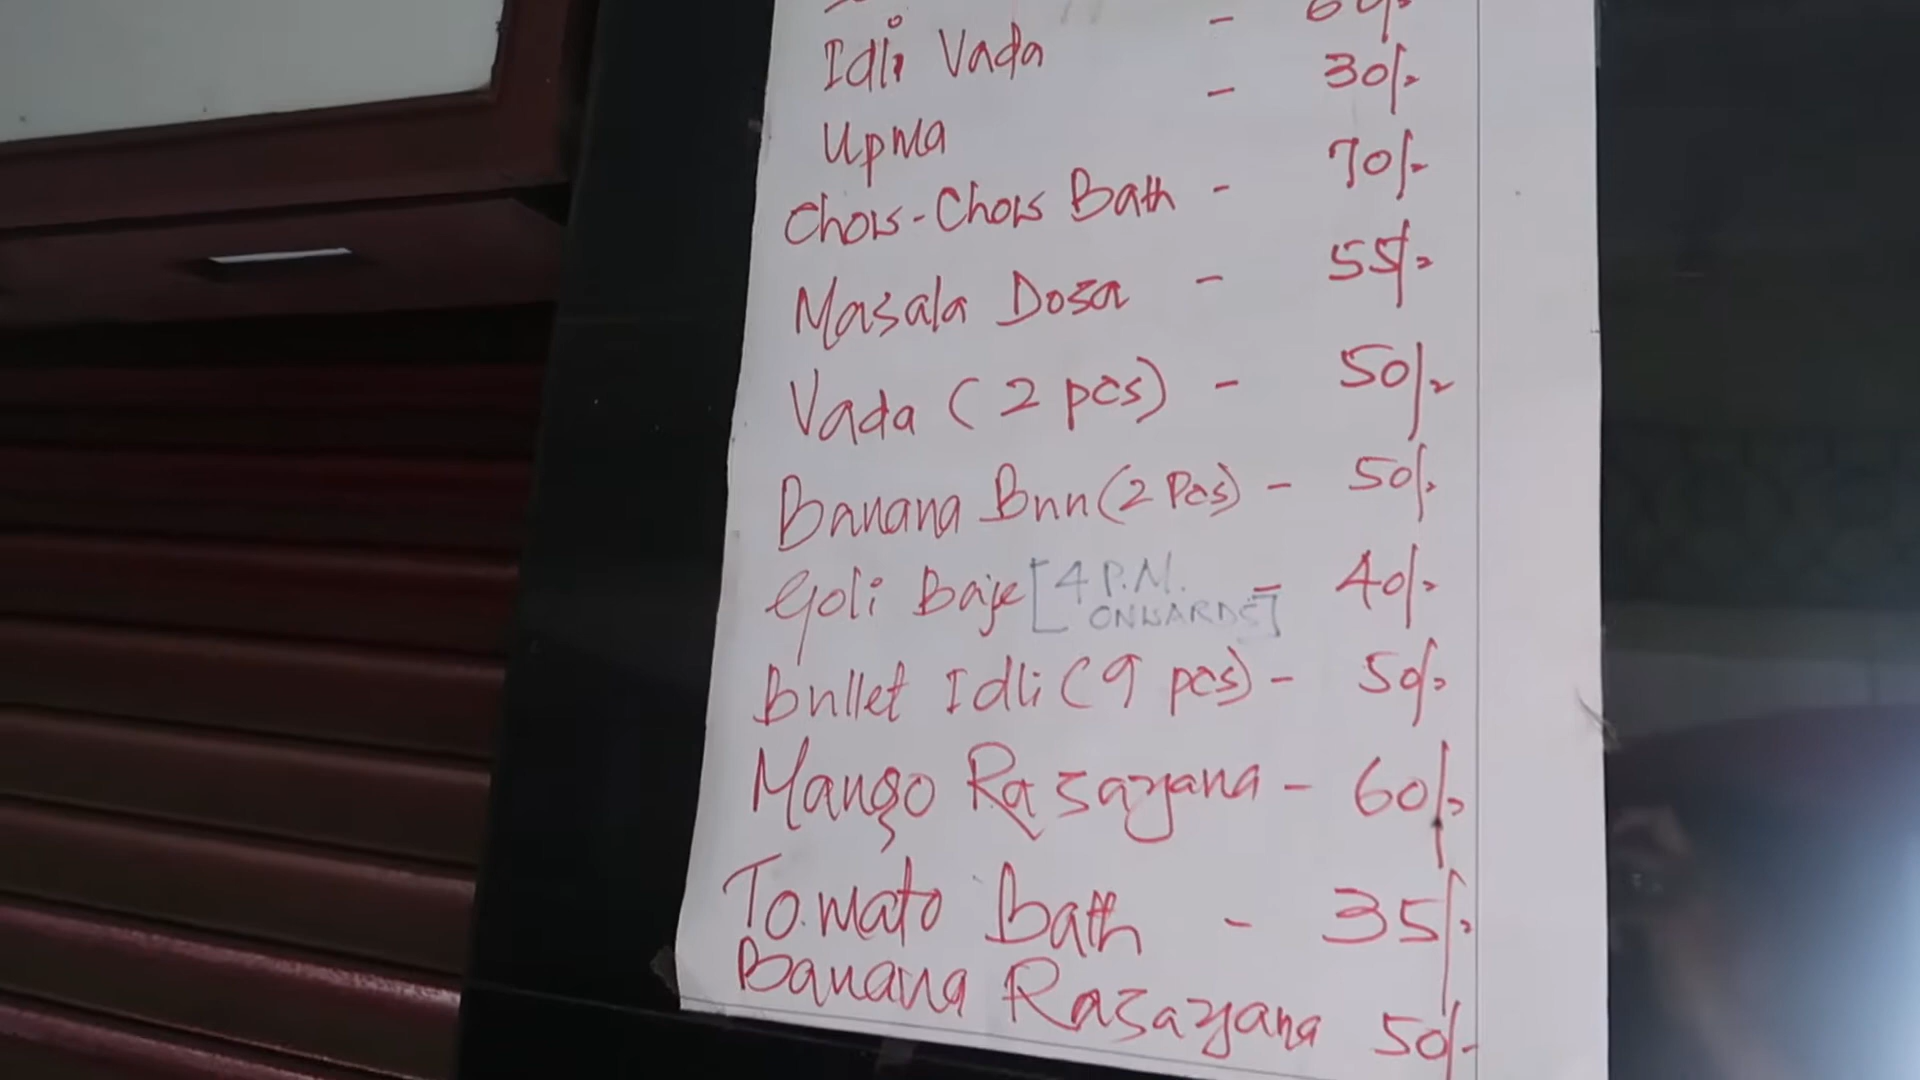 Idli Vada - 60/-
Upma - 30/-
Chow-Chow Bath - 70/-
Masala Dosa - 55/-
Vada (2 pcs) - 50/-
Banana Bun (2 Pcs) - 50/-
Goli Baje [4 P.M. ONWARDS] - 40/-
Bullet Idli (9 pcs) - 50/-
Mango Rasayana - 60/-
Tomato Bath - 35/-
Banana Rasayana 50/-